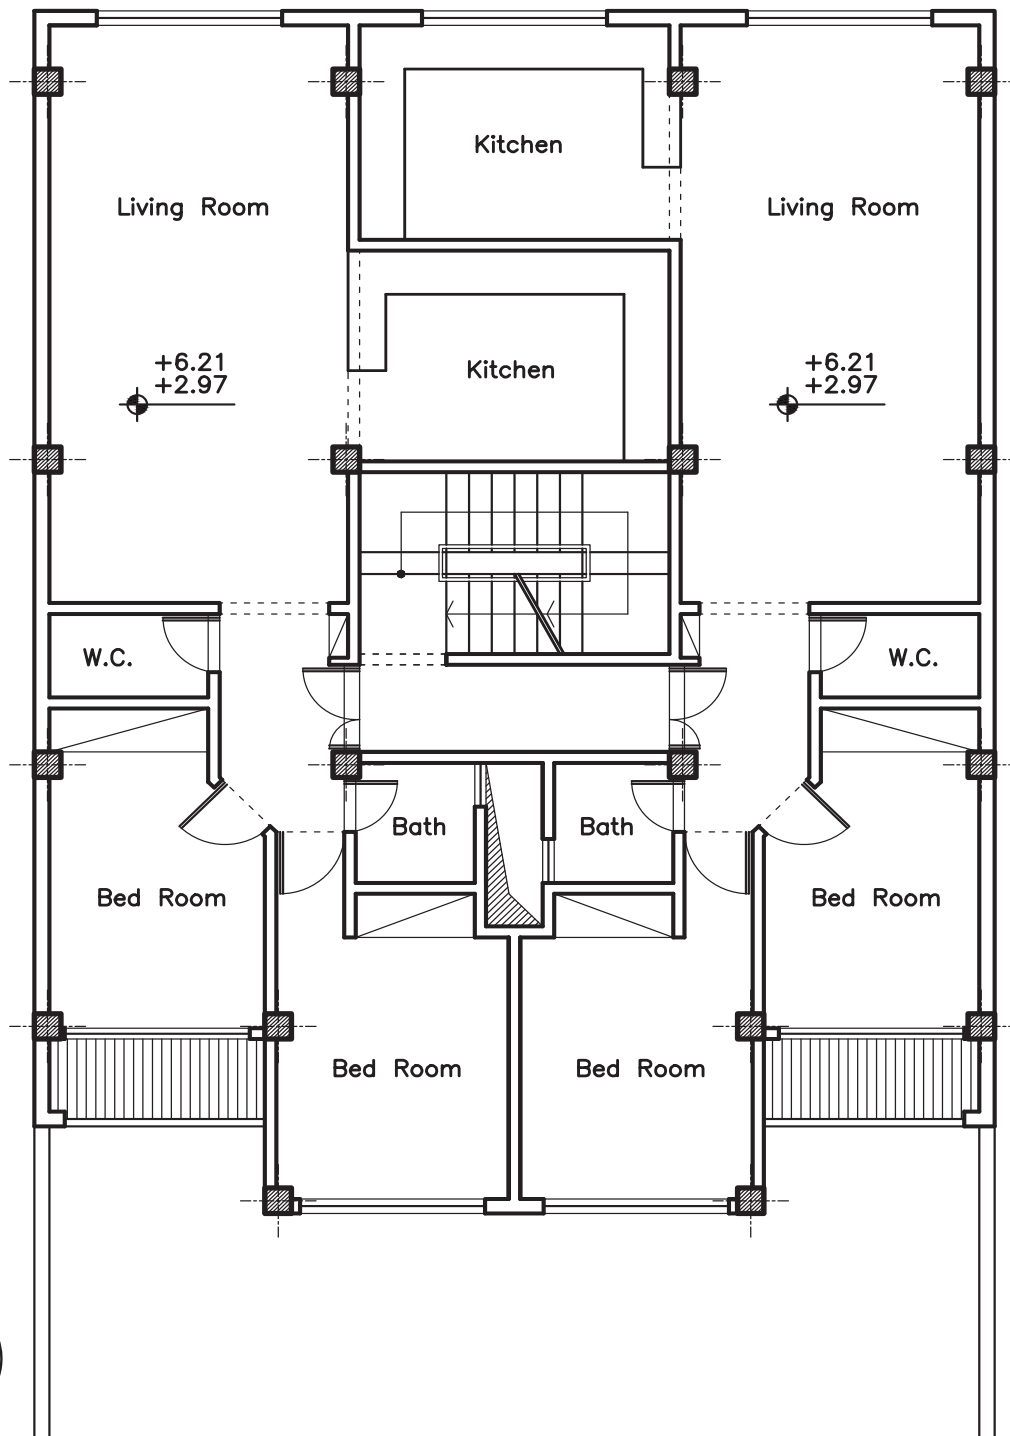 Kitchen
Living Room
Living Room
+6.21
+2.97
Kitchen
+6.21
+2.97
W.C.
W.C.
Bath
Bath
Bed Room
Bed Room
Bed Room
Bed Room